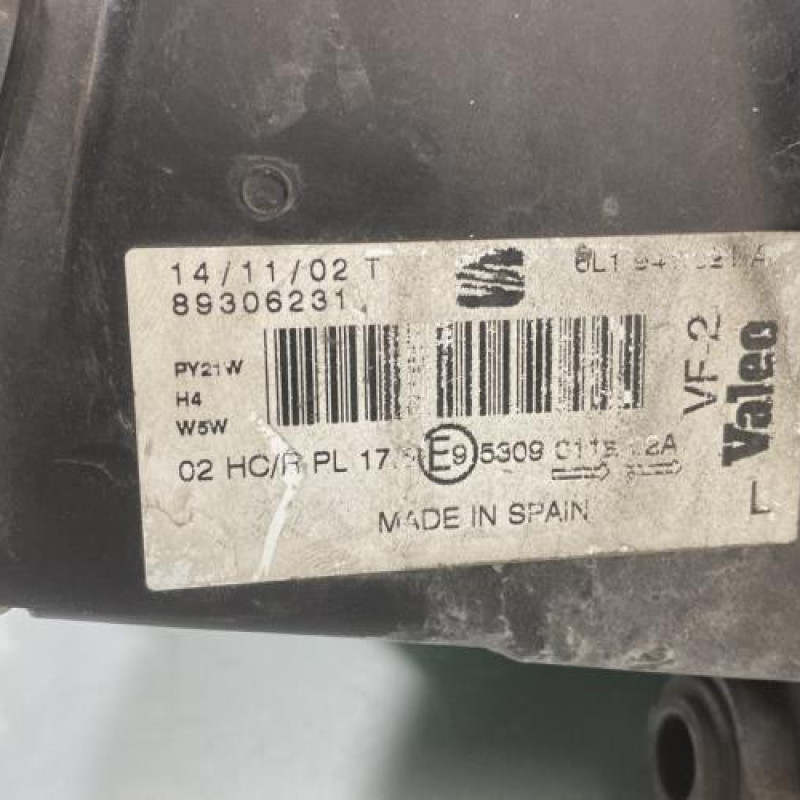 14/11/02 T
89306231
PY21W
H4
W5W
02 HC/R PL 17.5 E9 5309
MADE IN SPAIN
VF-2
Valeo
L